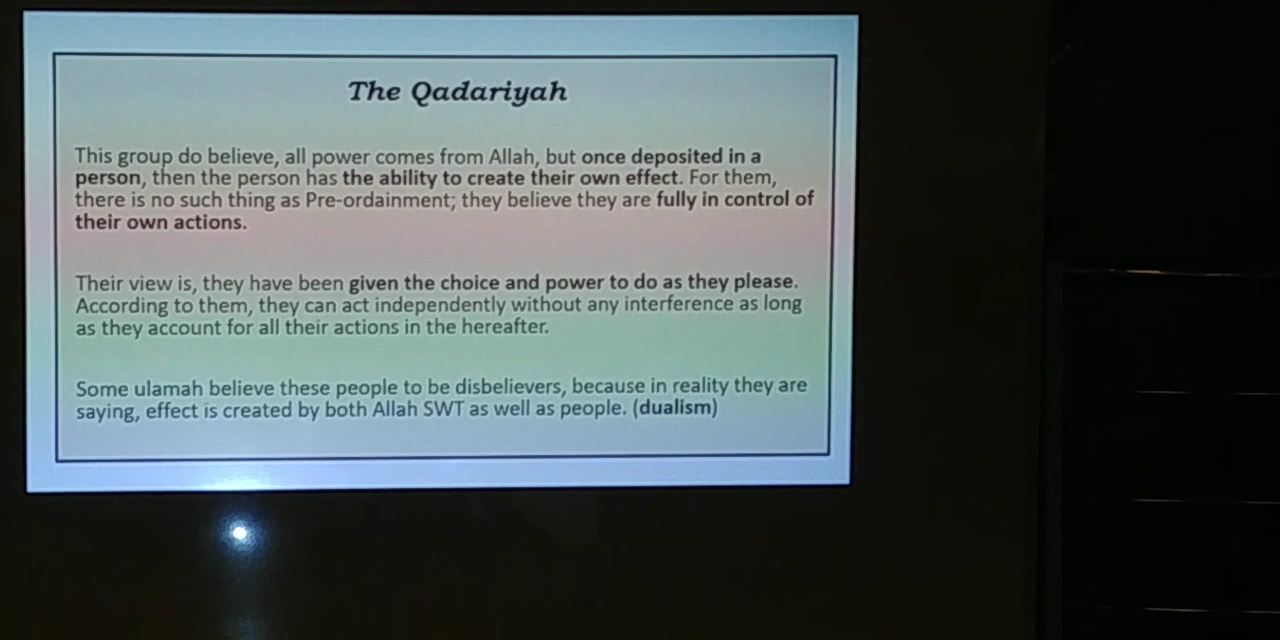 The Qadariyah
This group do believe, all power comes from Allah, but once deposited in a
person, then the person has the ability to create their own effect. For them,
there is no such thing as Pre-ordainment; they believe they are fully in control of
their own actions.
Their view is, they have been given the choice and power to do as they please.
According to them, they can act independently without any interference as long
as they account for all their actions in the hereafter.
Some ulamah believe these people to be disbelievers, because in reality they are
saying, effect is created by both Allah SWT as well as people. (dualism)